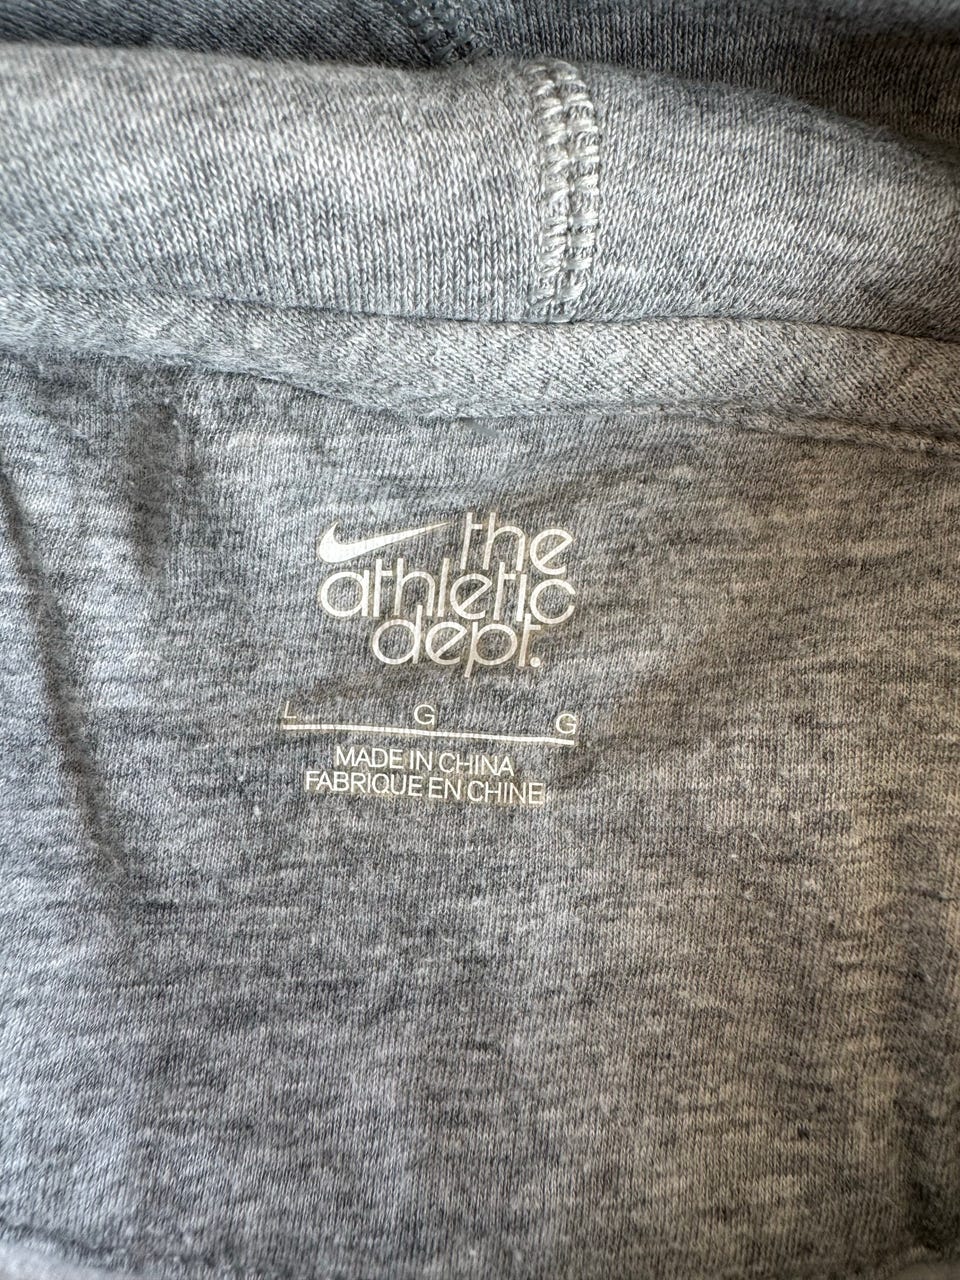 the
athletic
dept.
L G G
MADE IN CHINA
FABRIQUE EN CHINE